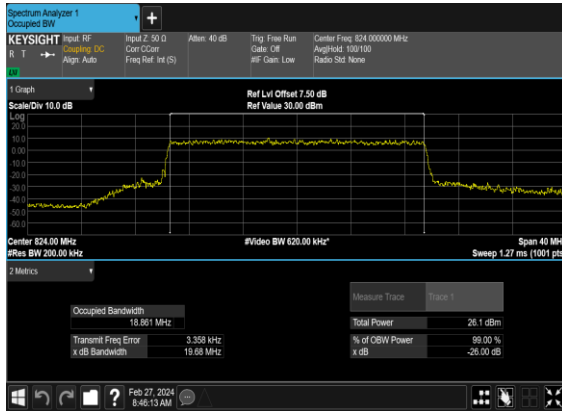 Spectrum Analyzer 1
Occupied BW
+
KEYSIGHT
R T
LU
Input: RF
Coupling: DC
Align: Auto
Input Z: 50 Ω
Corr CCorr
Freq Ref: Int (S)
Atten: 40 dB
Trig: Free Run
Gate: Off
#IF Gain: Low
Center Freq: 824.000000 MHz
Avg|Hold: 100/100
Radio Std: None
1 Graph
Scale/Div 10.0 dB
Ref Lvl Offset 7.50 dB
Ref Value 30.00 dBm
Log
20.0
10.0
0.00
-10.0
-20.0
-30.0
-40.0
-50.0
-60.0
Center 824.00 MHz
#Res BW 200.00 kHz
#Video BW 620.00 kHz*
Span 40 MH
Sweep 1.27 ms (1001 pts
2 Metrics
Measure Trace Trace 1
Occupied Bandwidth
18.861 MHz
Total Power 26.1 dBm
Transmit Freq Error 3.358 kHz
x dB Bandwidth 19.68 MHz
% of OBW Power 99.00 %
x dB -26.00 dB
?
Feb 27, 2024
8:46:13 AM